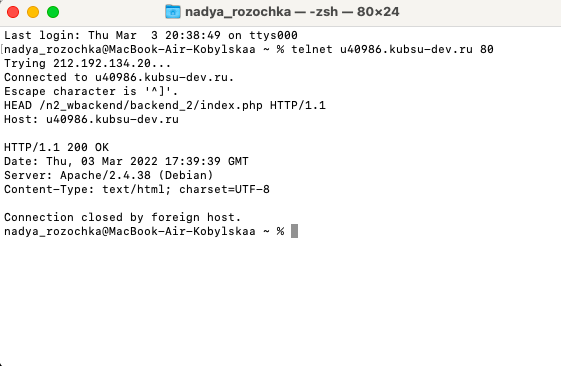 nadya_rozochka — -zsh — 80×24
Last login: Thu Mar  3 20:38:49 on ttys000
[nadya_rozochka@MacBook-Air-Kobylskaa ~ % telnet u40986.kubsu-dev.ru 80
Trying 212.192.134.20...
Connected to u40986.kubsu-dev.ru.
Escape character is '^]'.
HEAD /n2_wbackend/backend_2/index.php HTTP/1.1
Host: u40986.kubsu-dev.ru

HTTP/1.1 200 OK
Date: Thu, 03 Mar 2022 17:39:39 GMT
Server: Apache/2.4.38 (Debian)
Content-Type: text/html; charset=UTF-8

Connection closed by foreign host.
nadya_rozochka@MacBook-Air-Kobylskaa ~ %